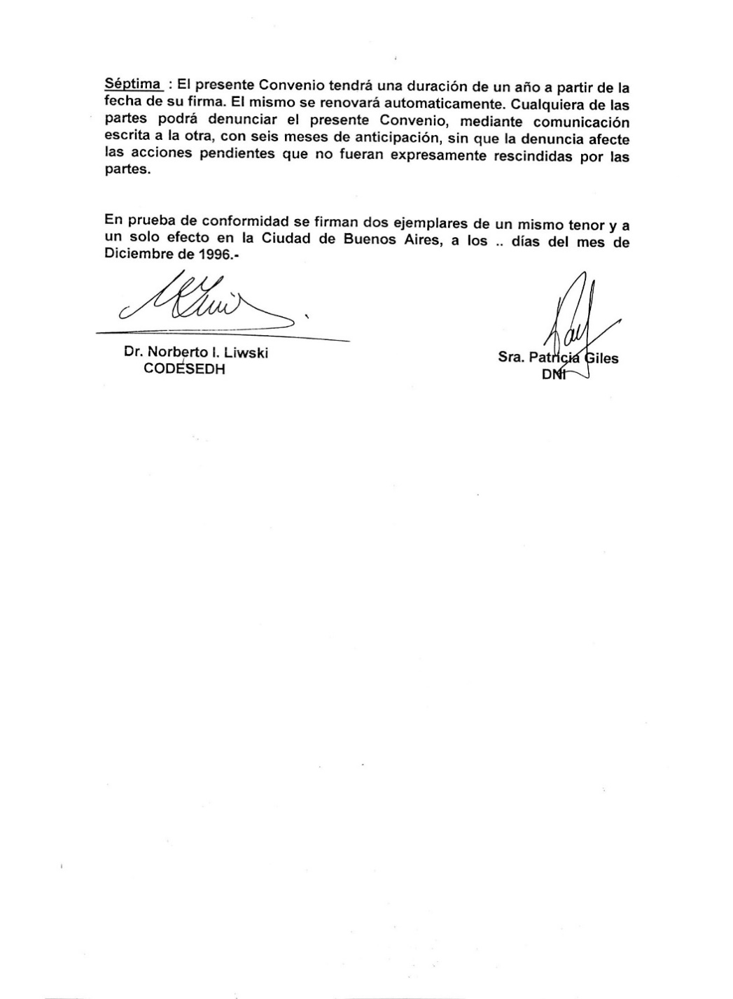 Séptima : El presente Convenio tendrá una duración de un año a partir de la
fecha de su firma. El mismo se renovará automaticamente. Cualquiera de las
partes podrá denunciar el presente Convenio, mediante comunicación
escrita a la otra, con seis meses de anticipación, sin que la denuncia afecte
las acciones pendientes que no fueran expresamente rescindidas por las
partes.
En prueba de conformidad se firman dos ejemplares de un mismo tenor y a
un solo efecto en la Ciudad de Buenos Aires, a los .. días del mes de
Diciembre de 1996.-
Dr. Norberto I. Liwski
CODESEDH
Sra. Patricia Giles
DNI